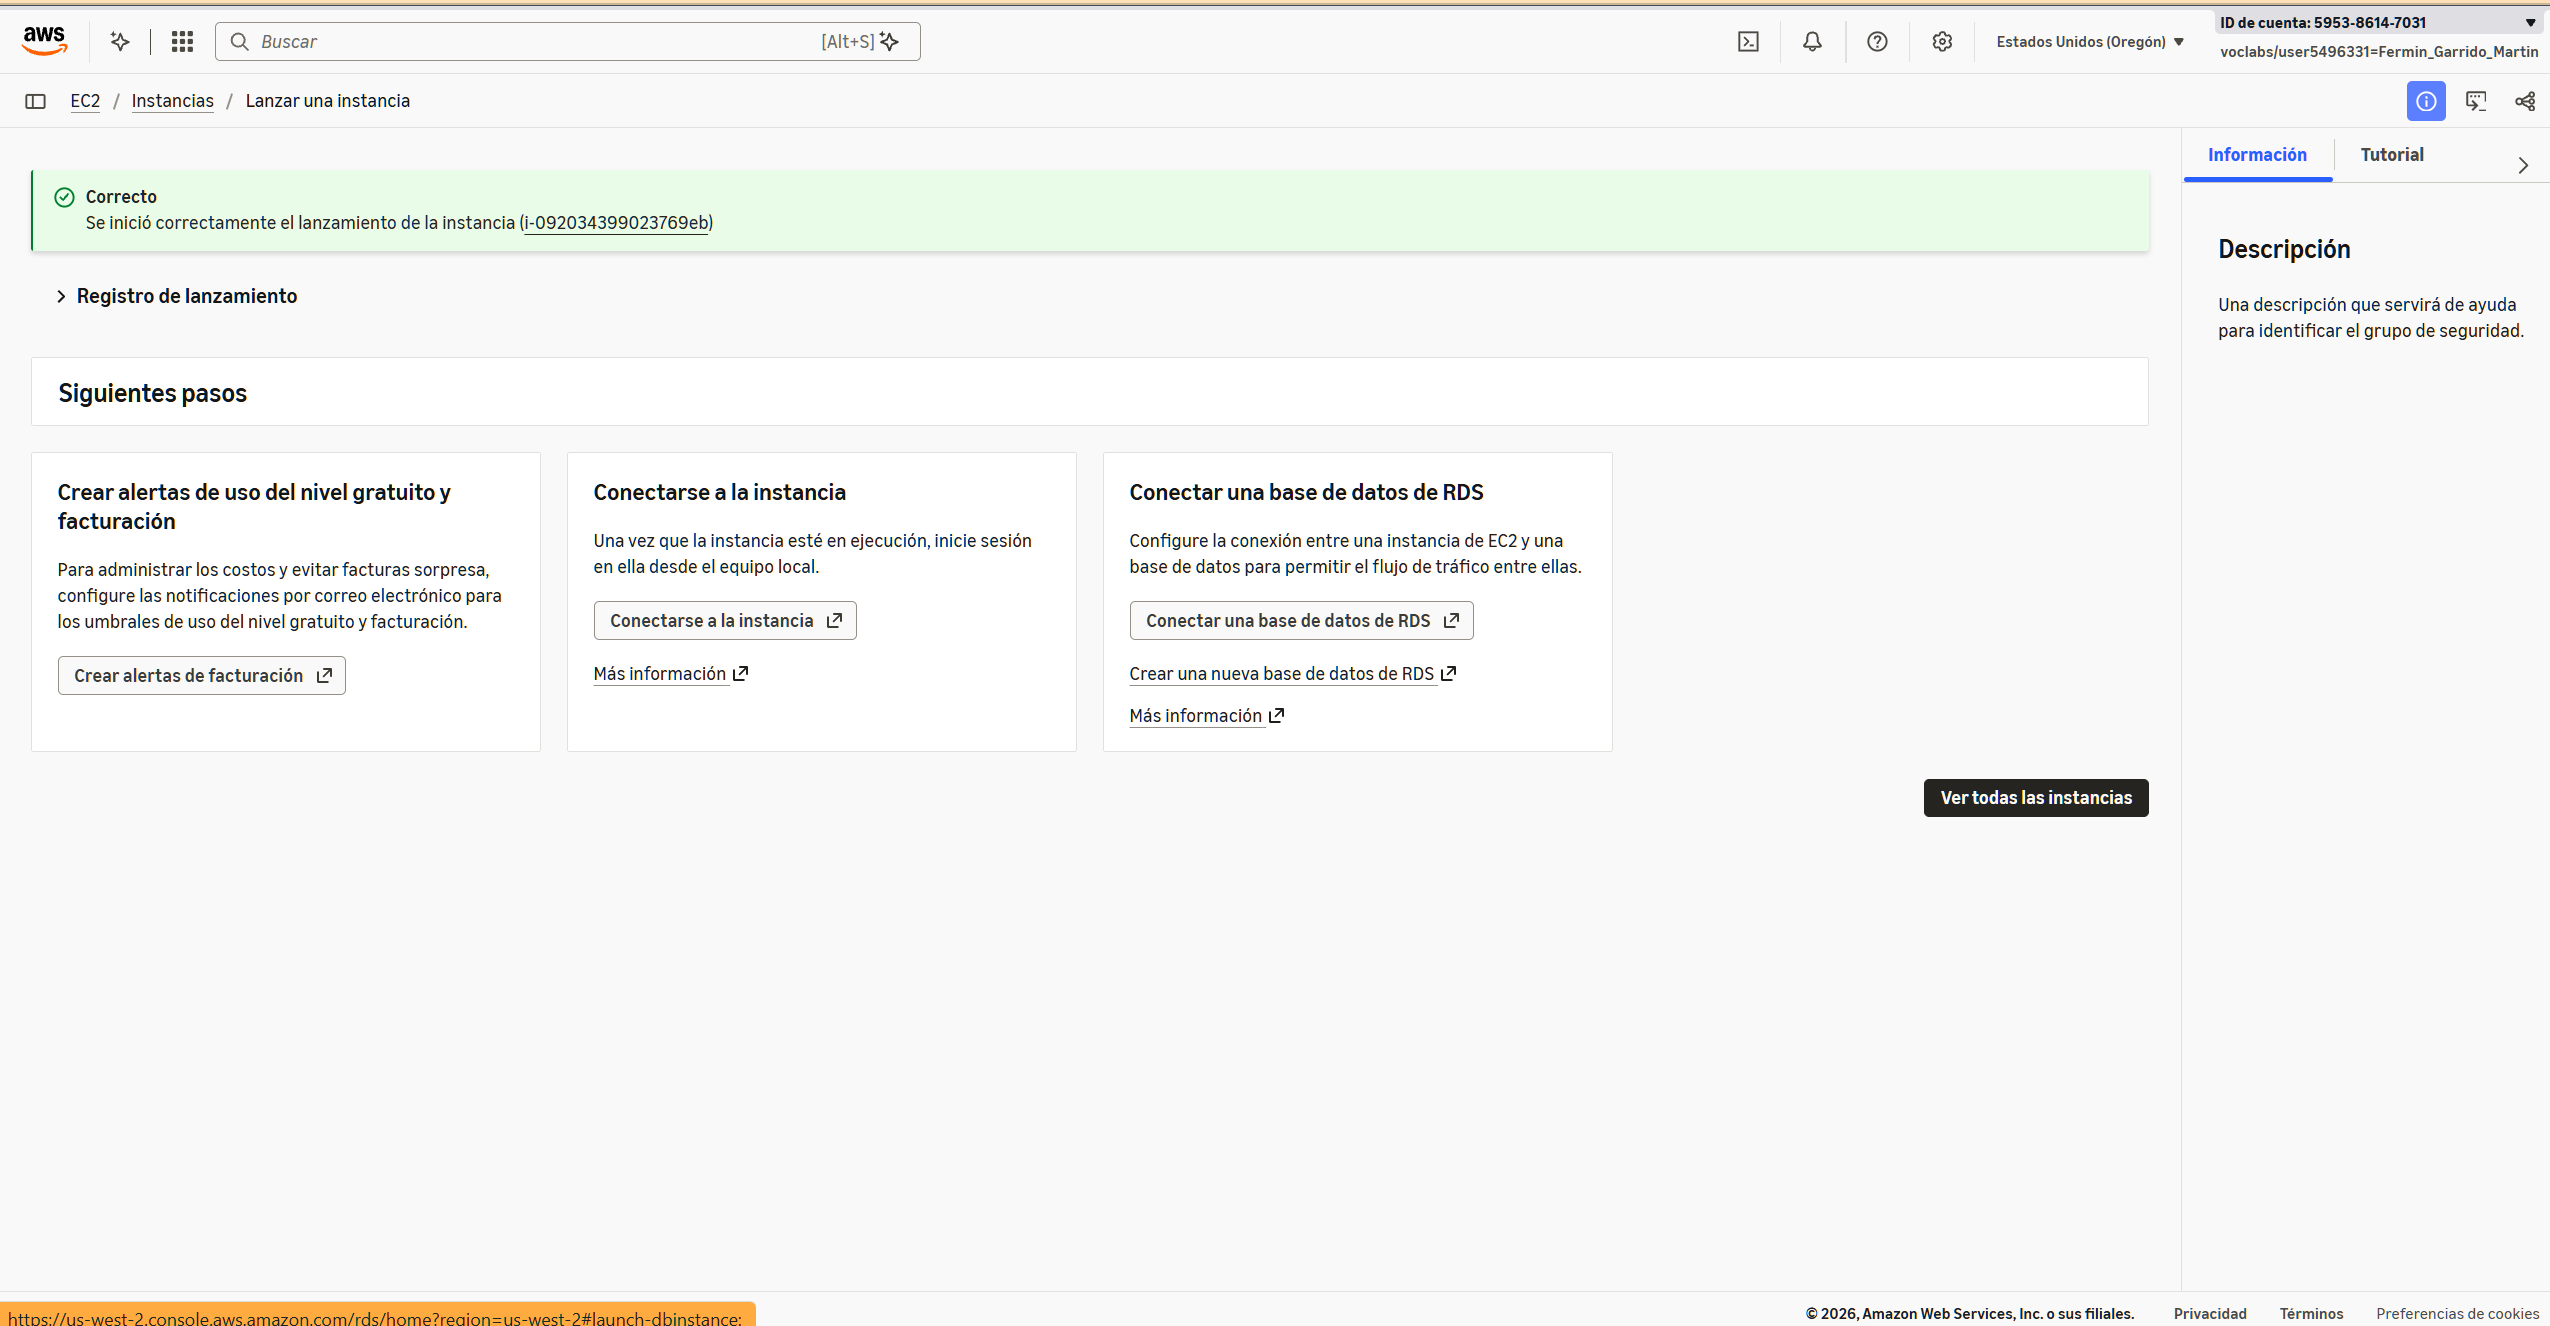 aws
Buscar
[Alt+S]
Estados Unidos (Oregón)
ID de cuenta: 5953-8614-7031
voclabs/user5496331=Fermin_Garrido_Martin
EC2 / Instancias / Lanzar una instancia
Información
Tutorial
Correcto
Se inició correctamente el lanzamiento de la instancia (i-092034399023769eb)
Registro de lanzamiento
Descripción
Una descripción que servirá de ayuda
para identificar el grupo de seguridad.
Siguientes pasos
Crear alertas de uso del nivel gratuito y
facturación
Para administrar los costos y evitar facturas sorpresa,
configure las notificaciones por correo electrónico para
los umbrales de uso del nivel gratuito y facturación.
Crear alertas de facturación
Conectarse a la instancia
Una vez que la instancia esté en ejecución, inicie sesión
en ella desde el equipo local.
Conectarse a la instancia
Más información
Conectar una base de datos de RDS
Configure la conexión entre una instancia de EC2 y una
base de datos para permitir el flujo de tráfico entre ellas.
Conectar una base de datos de RDS
Crear una nueva base de datos de RDS
Más información
Ver todas las instancias
https://us-west-2.console.aws.amazon.com/rds/home?region=us-west-2#launch-dbinstance:
© 2026, Amazon Web Services, Inc. o sus filiales.
Privacidad
Términos
Preferencias de cookies